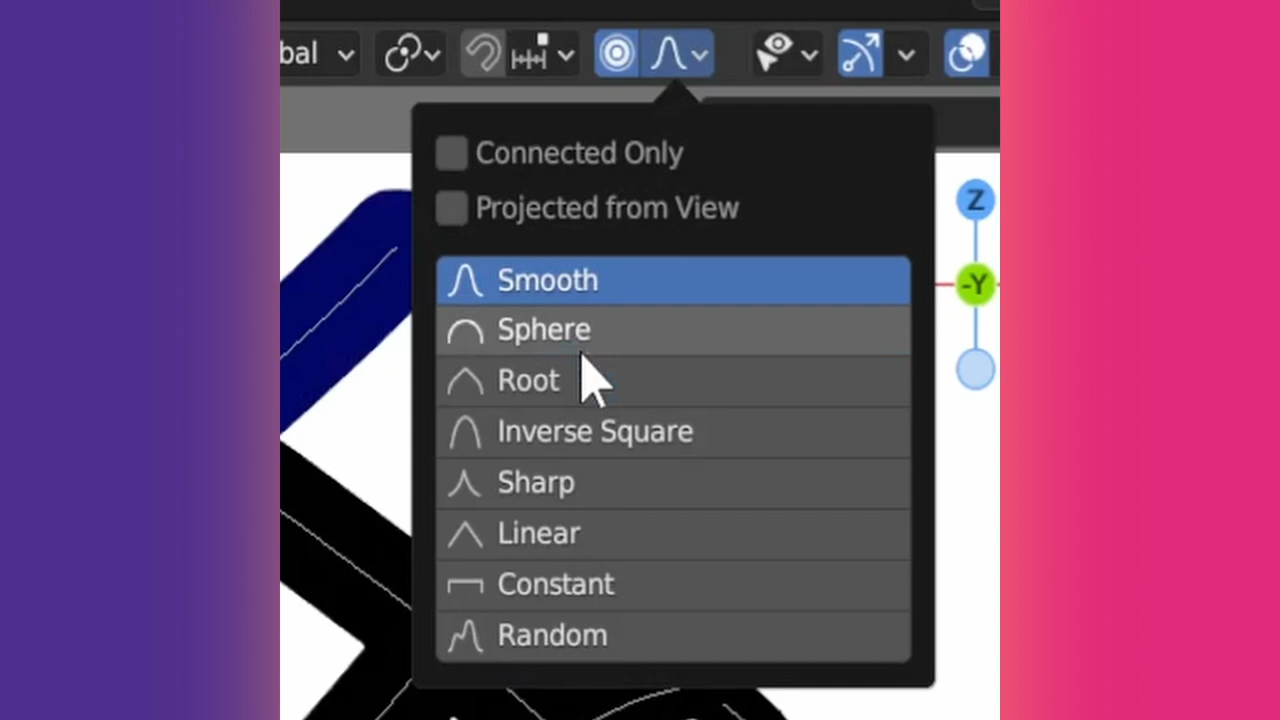 bal
Connected Only
Projected from View
Smooth
Sphere
Root
Inverse Square
Sharp
Linear
Constant
Random
Z
-Y